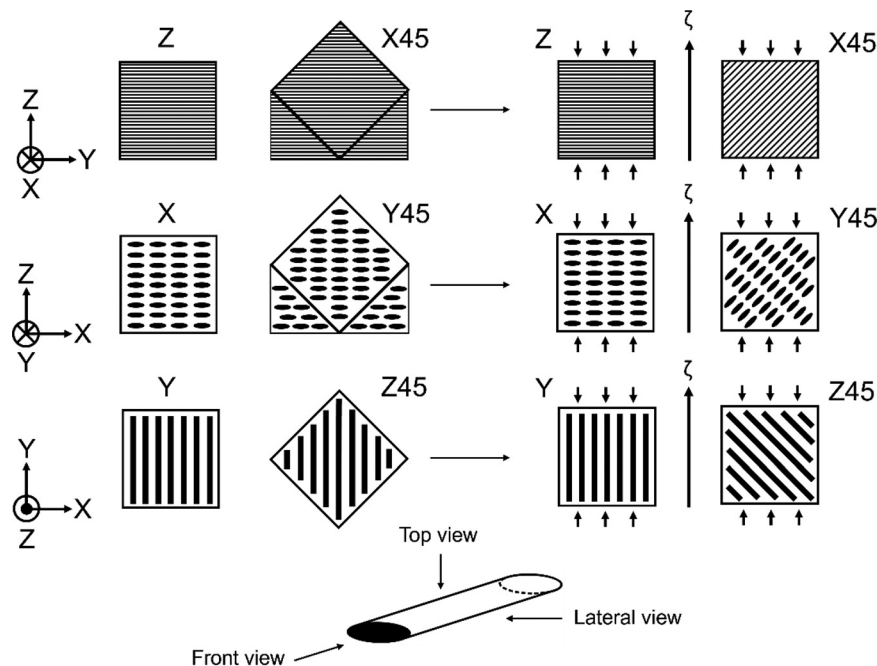 Z X45 Z ζ X45
Z
Y
X
X Y45 X ζ Y45
Z
X
Y
Y Z45 Y ζ Z45
Y
X
Z
Top view
Lateral view
Front view